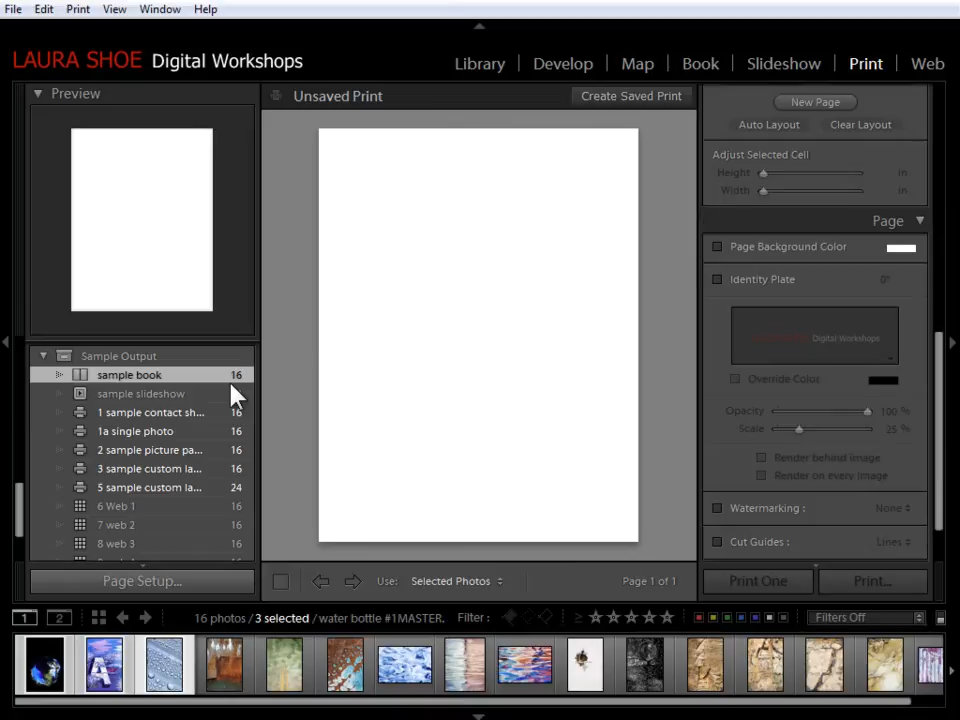 File Edit Print View Window Help
LAURA SHOE Digital Workshops
Library | Develop | Map | Book | Slideshow | Print | Web
Preview
Unsaved Print
Create Saved Print
New Page
Auto Layout Clear Layout
Adjust Selected Cell
Height in
Width in
Page
Page Background Color
Identity Plate 0°
Digital Workshops
Override Color
Opacity 100 %
Scale 25 %
Render behind image
Render on every image
Watermarking : None
Cut Guides : Lines
Sample Output
sample book 16
sample slideshow
1 sample contact sh... 16
1a single photo 16
2 sample picture pa... 16
3 sample custom la... 16
5 sample custom la... 24
6 Web 1 16
7 web 2 16
8 web 3 16
Page Setup...
Use: Selected Photos
Page 1 of 1
Print One Print...
1 2 16 photos / 3 selected / water bottle #1MASTER. Filter : ≥ Filters Off
A